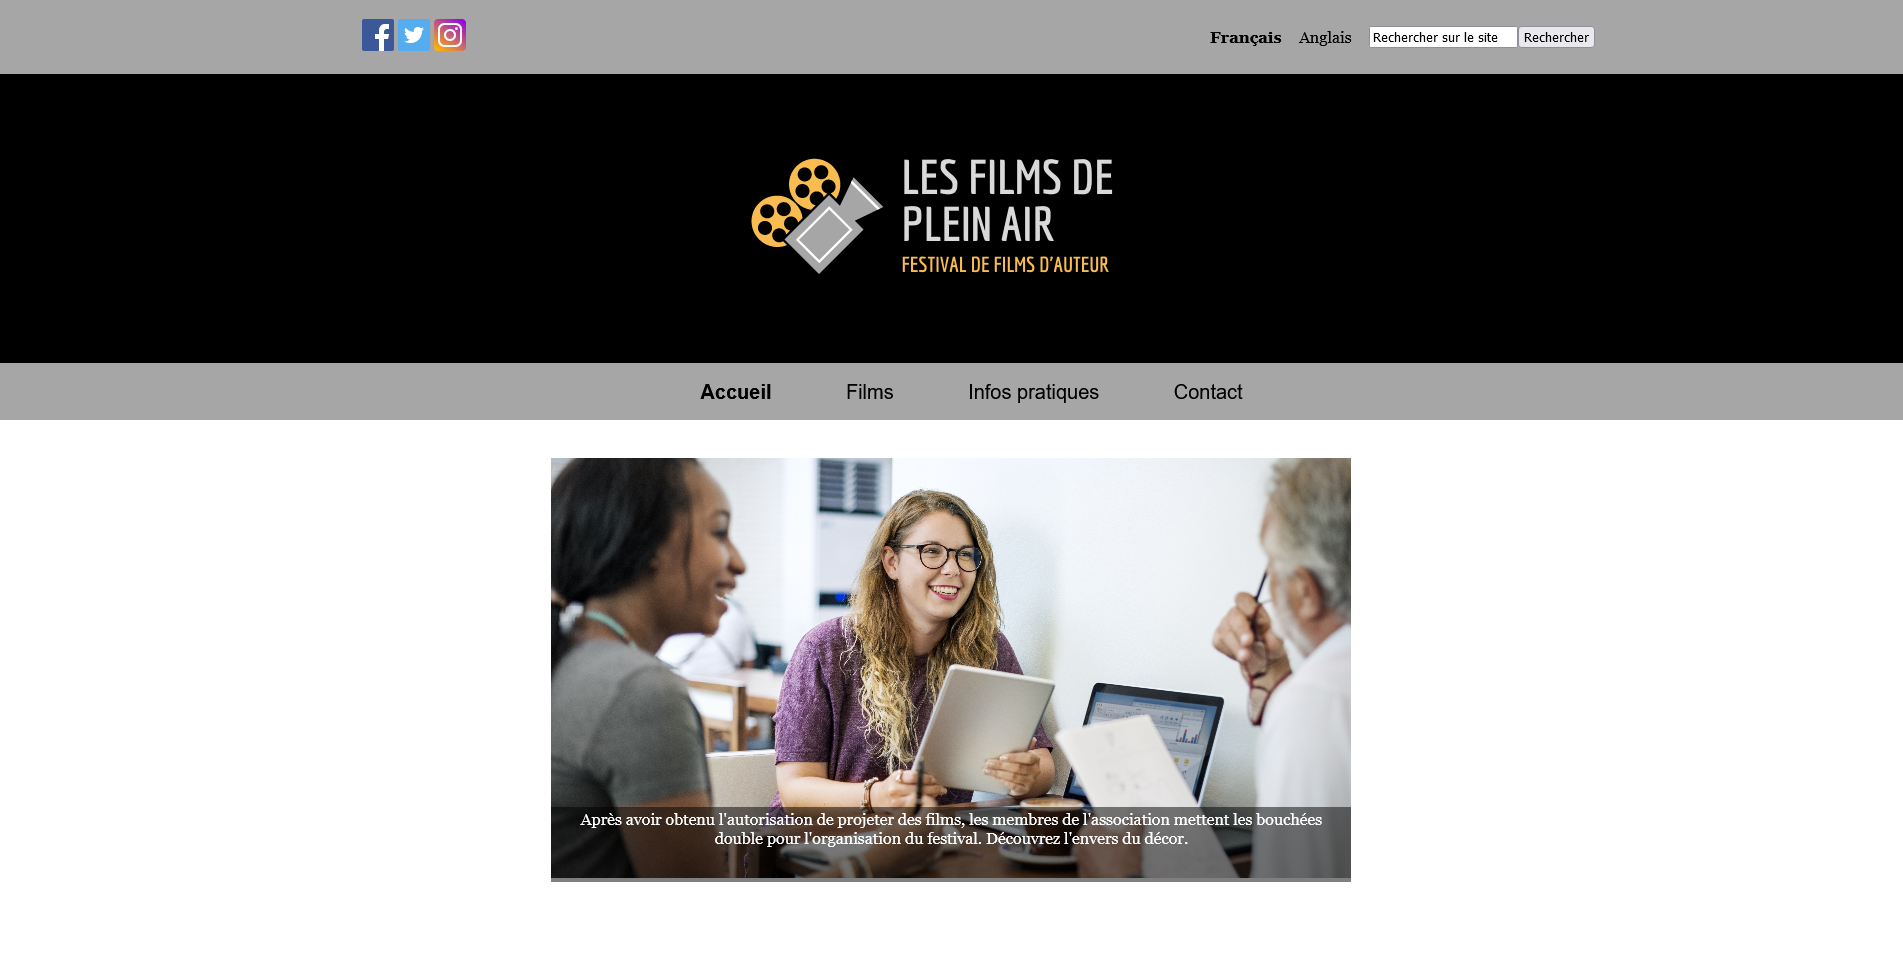 Français Anglais Rechercher sur le site Rechercher
LES FILMS DE
PLEIN AIR
FESTIVAL DE FILMS D'AUTEUR
Accueil Films Infos pratiques Contact
Après avoir obtenu l'autorisation de projeter des films, les membres de l'association mettent les bouchées
double pour l'organisation du festival. Découvrez l'envers du décor.